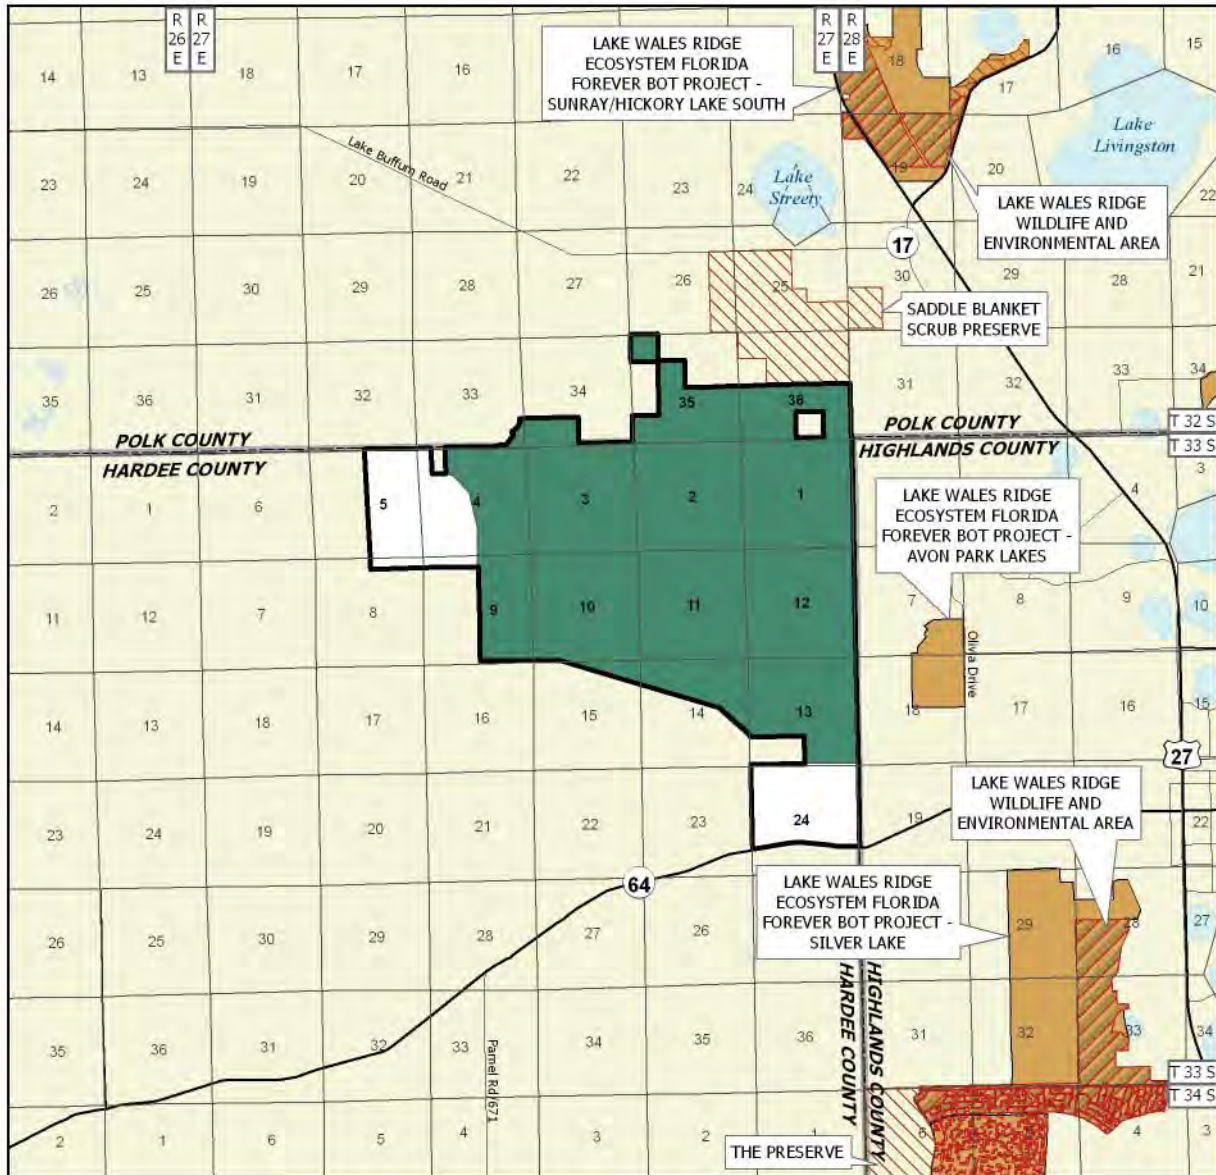 R
26
E
R
27
E
R
27
E
R
28
E
LAKE WALES RIDGE
ECOSYSTEM FLORIDA
FOREVER BOT PROJECT -
SUNRAY/HICKORY LAKE SOUTH
14
13
18
17
16
18
17
16
15
Lake Buffum Road
Lake
Livingston
23
24
19
20
21
22
23
24
Lake
Streety
19
20
22
LAKE WALES RIDGE
WILDLIFE AND
ENVIRONMENTAL AREA
17
26
25
30
29
28
27
26
25
30
29
28
21
SADDLE BLANKET
SCRUB PRESERVE
35
36
31
32
33
34
35
36
31
32
33
34
POLK COUNTY
HARDEE COUNTY
POLK COUNTY
HIGHLANDS COUNTY
T 32 S
T 33 S
2
1
6
5
4
3
2
1
4
3
LAKE WALES RIDGE
ECOSYSTEM FLORIDA
FOREVER BOT PROJECT -
AVON PARK LAKES
11
12
7
8
9
10
11
12
7
8
9
10
Olivia Drive
14
13
18
17
16
15
14
13
18
17
16
15
27
LAKE WALES RIDGE
WILDLIFE AND
ENVIRONMENTAL AREA
23
24
19
20
21
22
23
24
19
22
64
LAKE WALES RIDGE
ECOSYSTEM FLORIDA
FOREVER BOT PROJECT -
SILVER LAKE
26
25
30
29
28
27
26
29
28
27
HIGHLANDS COUNTY
HARDEE COUNTY
35
36
31
32
33
34
35
36
31
32
33
34
Parnel Rd/671
T 33 S
T 34 S
2
1
6
5
4
3
2
1
6
4
3
THE PRESERVE